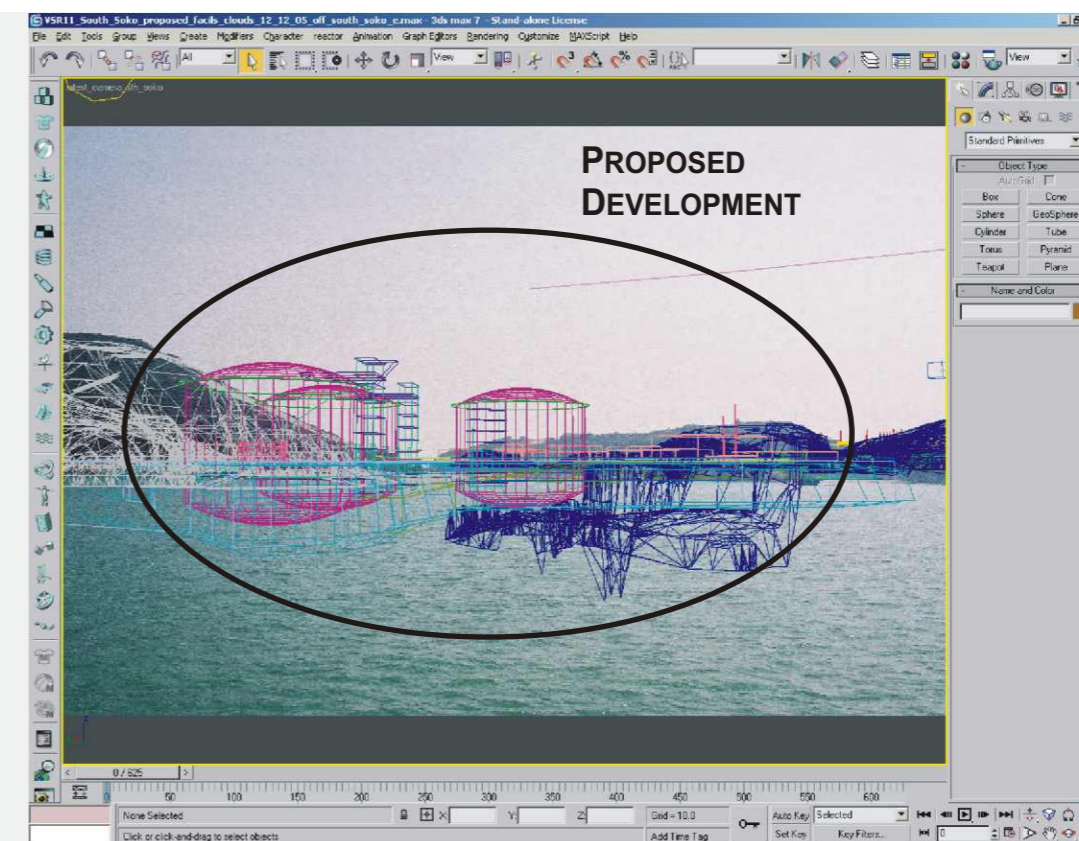 VSR11_South_Soko_proposed_facils_clouds_12_12_05_off_south_soko_e.max - 3ds max 7 - Stand-alone License
File Edit Tools Group Views Create Modifiers Character reactor Animation Graph Editors Rendering Customize MAXScript Help
All
View
View
PROPOSED
DEVELOPMENT
Standard Primitives
Object Type
AutoGrid
Box Cone
Sphere GeoSphere
Cylinder Tube
Torus Pyramid
Teapot Plane
Name and Color
0 / 625
0 50 100 150 200 250 300 350 400 450 500 550 600
None Selected X: Y: Z: Grid = 10.0 Auto Key Selected
Click or click-and-drag to select objects Add Time Tag Set Key Key Filters... 0